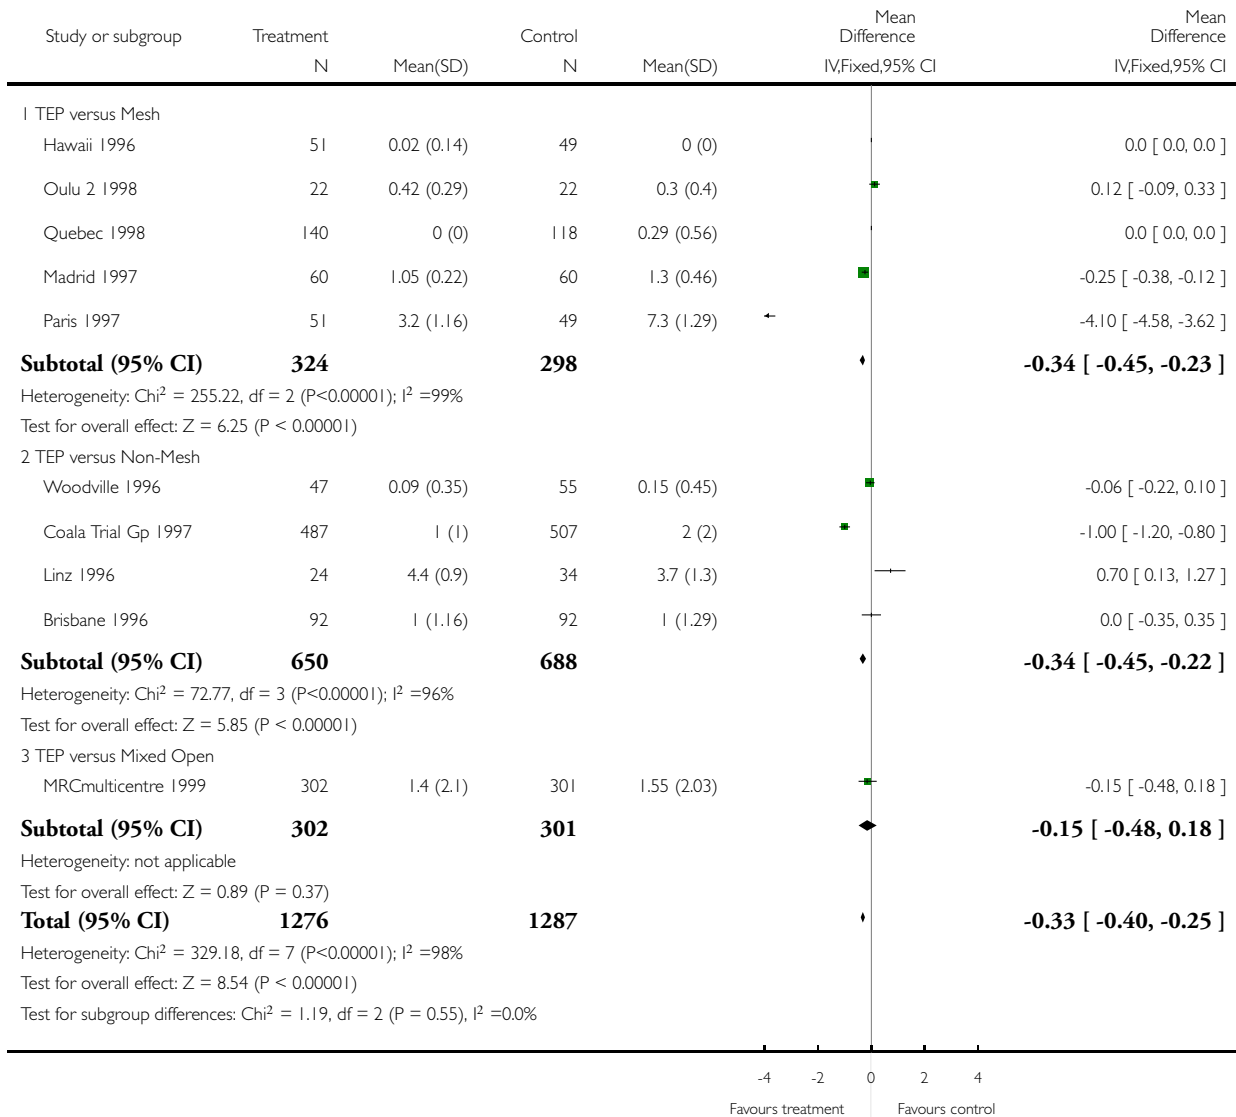 Study or subgroup Treatment Control Mean Difference Mean Difference
N Mean(SD) N Mean(SD) IV,Fixed,95% CI IV,Fixed,95% CI
1 TEP versus Mesh
Hawaii 1996 51 0.02 (0.14) 49 0 (0) 0.0 [ 0.0, 0.0 ]
Oulu 2 1998 22 0.42 (0.29) 22 0.3 (0.4) 0.12 [ -0.09, 0.33 ]
Quebec 1998 140 0 (0) 118 0.29 (0.56) 0.0 [ 0.0, 0.0 ]
Madrid 1997 60 1.05 (0.22) 60 1.3 (0.46) -0.25 [ -0.38, -0.12 ]
Paris 1997 51 3.2 (1.16) 49 7.3 (1.29) -4.10 [ -4.58, -3.62 ]
Subtotal (95% CI) 324 298 -0.34 [ -0.45, -0.23 ]
Heterogeneity: Chi² = 255.22, df = 2 (P<0.00001); I² =99%
Test for overall effect: Z = 6.25 (P < 0.00001)
2 TEP versus Non-Mesh
Woodville 1996 47 0.09 (0.35) 55 0.15 (0.45) -0.06 [ -0.22, 0.10 ]
Coala Trial Gp 1997 487 1 (1) 507 2 (2) -1.00 [ -1.20, -0.80 ]
Linz 1996 24 4.4 (0.9) 34 3.7 (1.3) 0.70 [ 0.13, 1.27 ]
Brisbane 1996 92 1 (1.16) 92 1 (1.29) 0.0 [ -0.35, 0.35 ]
Subtotal (95% CI) 650 688 -0.34 [ -0.45, -0.22 ]
Heterogeneity: Chi² = 72.77, df = 3 (P<0.00001); I² =96%
Test for overall effect: Z = 5.85 (P < 0.00001)
3 TEP versus Mixed Open
MRCmulticentre 1999 302 1.4 (2.1) 301 1.55 (2.03) -0.15 [ -0.48, 0.18 ]
Subtotal (95% CI) 302 301 -0.15 [ -0.48, 0.18 ]
Heterogeneity: not applicable
Test for overall effect: Z = 0.89 (P = 0.37)
Total (95% CI) 1276 1287 -0.33 [ -0.40, -0.25 ]
Heterogeneity: Chi² = 329.18, df = 7 (P<0.00001); I² =98%
Test for overall effect: Z = 8.54 (P < 0.00001)
Test for subgroup differences: Chi² = 1.19, df = 2 (P = 0.55), I² =0.0%
-4 -2 0 2 4
Favours treatment Favours control